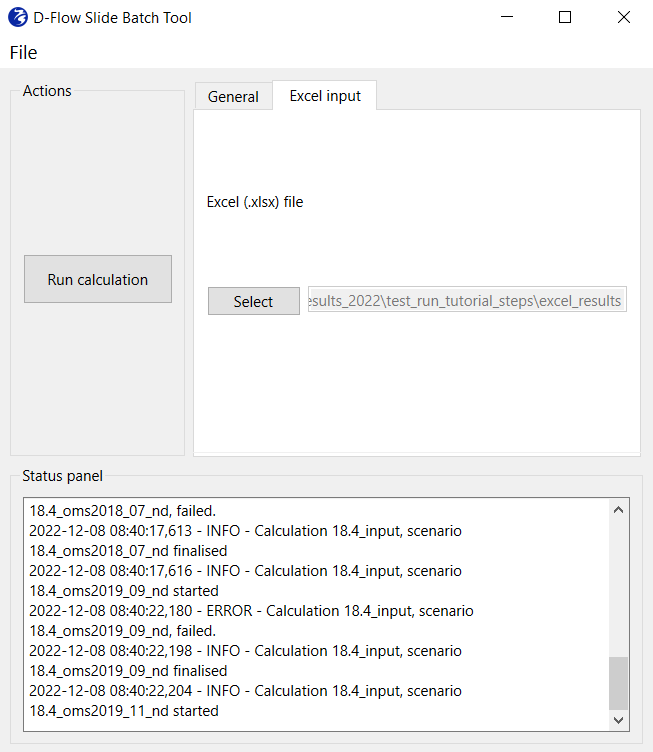 D-Flow Slide Batch Tool
File
Actions
General
Excel input
Excel (.xlsx) file
Run calculation
Select
esults_2022\test_run_tutorial_steps\excel_results
Status panel
18.4_oms2018_07_nd, failed.
2022-12-08 08:40:17,613 - INFO - Calculation 18.4_input, scenario
18.4_oms2018_07_nd finalised
2022-12-08 08:40:17,616 - INFO - Calculation 18.4_input, scenario
18.4_oms2019_09_nd started
2022-12-08 08:40:22,180 - ERROR - Calculation 18.4_input, scenario
18.4_oms2019_09_nd, failed.
2022-12-08 08:40:22,198 - INFO - Calculation 18.4_input, scenario
18.4_oms2019_09_nd finalised
2022-12-08 08:40:22,204 - INFO - Calculation 18.4_input, scenario
18.4_oms2019_11_nd started